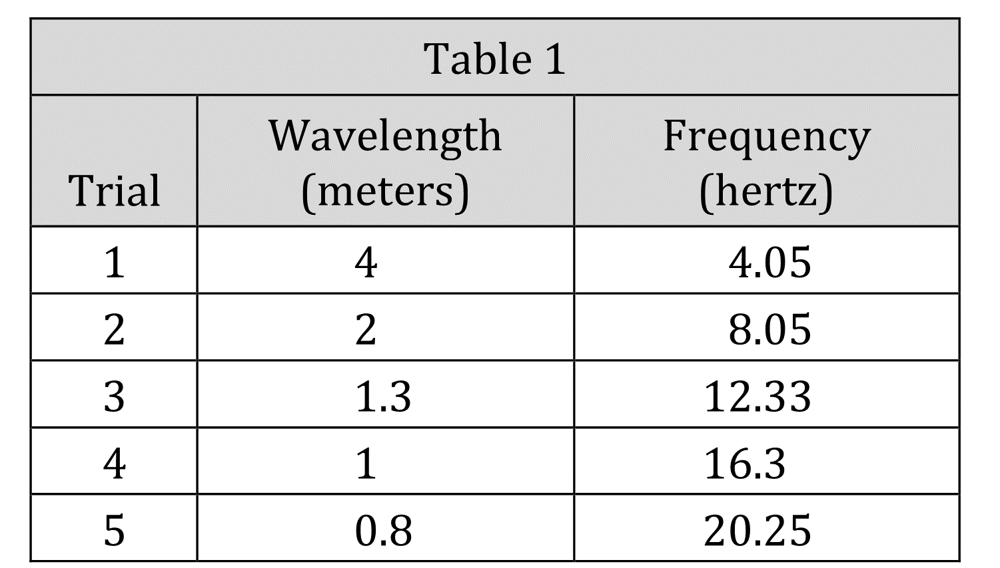 Table 1
Trial Wavelength (meters) Frequency (hertz)
1 4 4.05
2 2 8.05
3 1.3 12.33
4 1 16.3
5 0.8 20.25